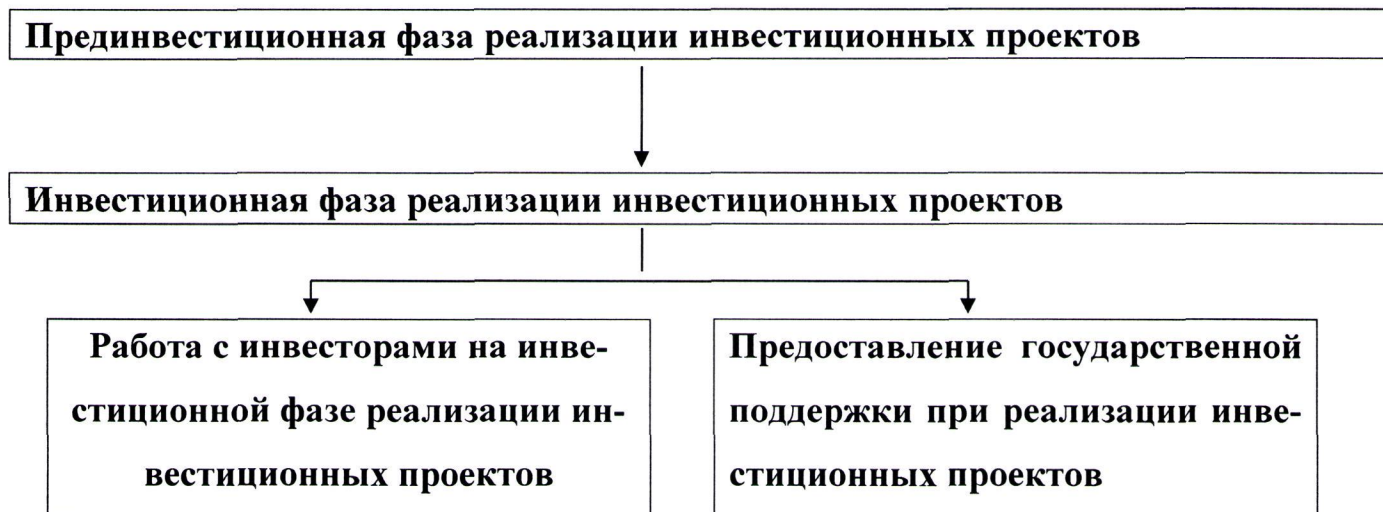 Прединвестиционная фаза реализации инвестиционных проектов
Инвестиционная фаза реализации инвестиционных проектов
Работа с инвесторами на инве-
стиционной фазе реализации ин-
вестиционных проектов
Предоставление государственной
поддержки при реализации инве-
стиционных проектов